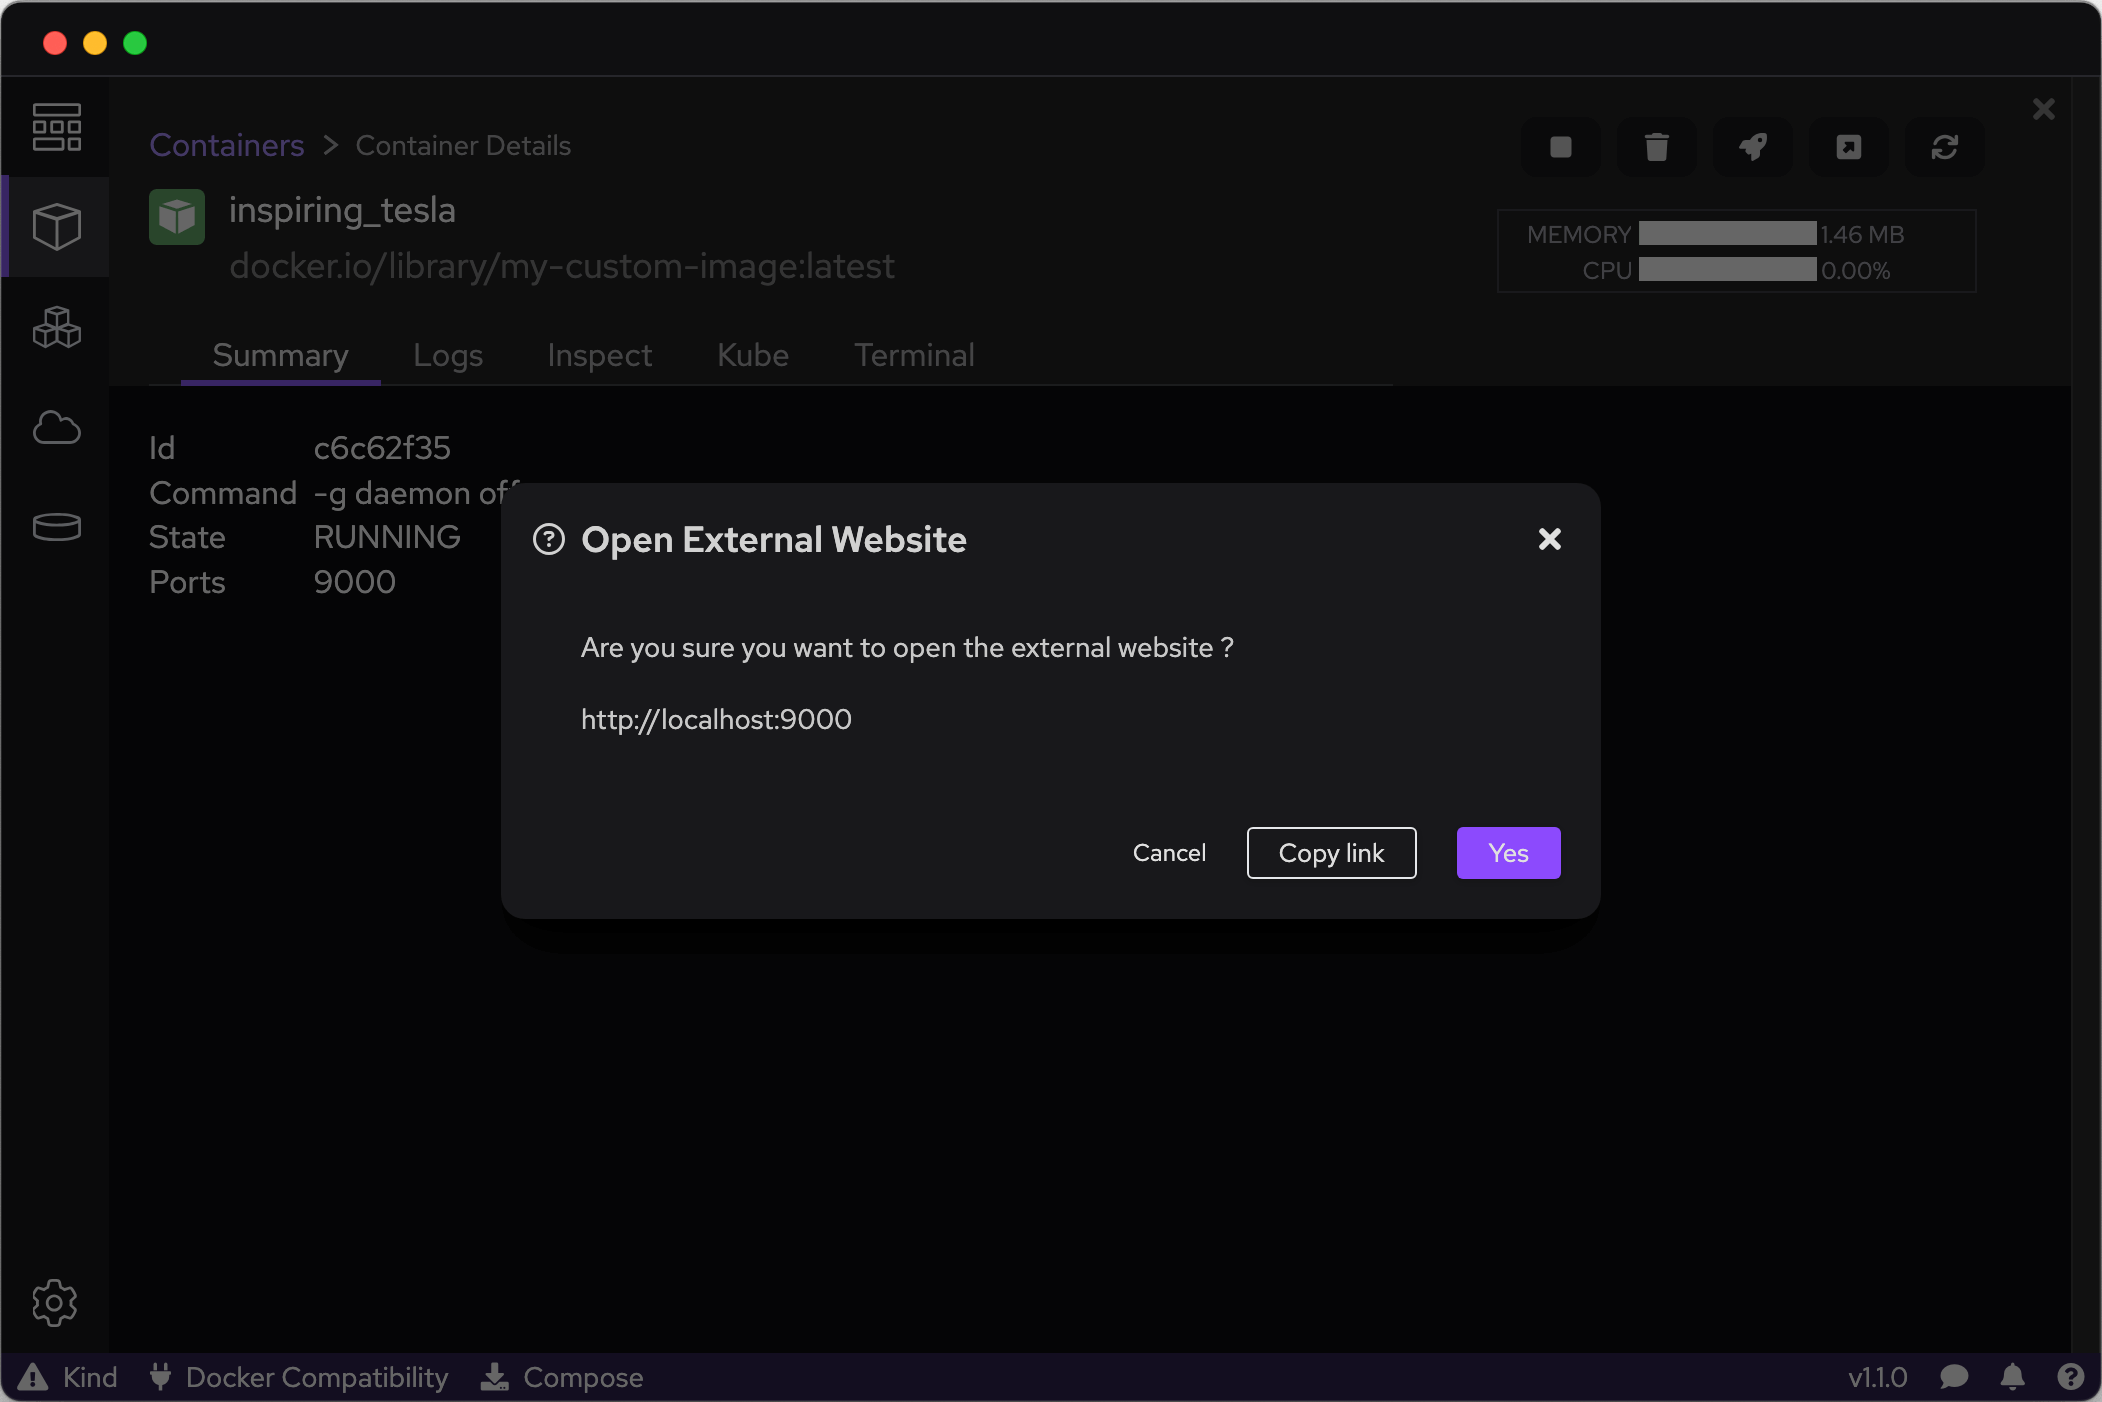 Containers > Container Details
inspiring_tesla
docker.io/library/my-custom-image:latest
MEMORY 1.46 MB
CPU 0.00%
Summary Logs Inspect Kube Terminal
Id c6c62f35
Command -g daemon off
State RUNNING
Ports 9000
Open External Website
Are you sure you want to open the external website ?
http://localhost:9000
Cancel Copy link Yes
Kind Docker Compatibility Compose v1.1.0